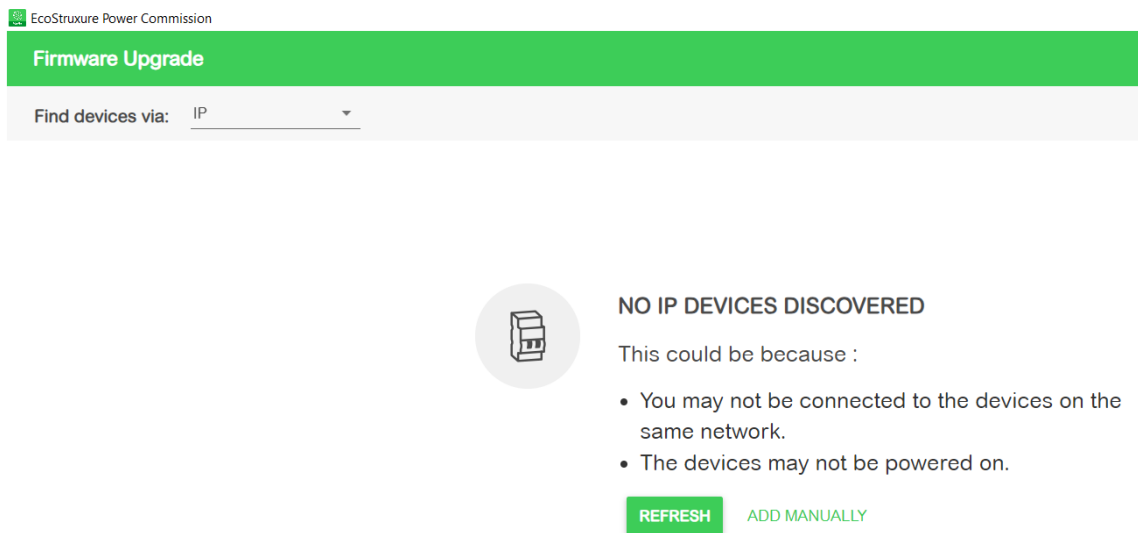 EcoStruxure Power Commission
Firmware Upgrade
Find devices via: IP
NO IP DEVICES DISCOVERED
This could be because :
• You may not be connected to the devices on the
same network.
• The devices may not be powered on.
REFRESH ADD MANUALLY